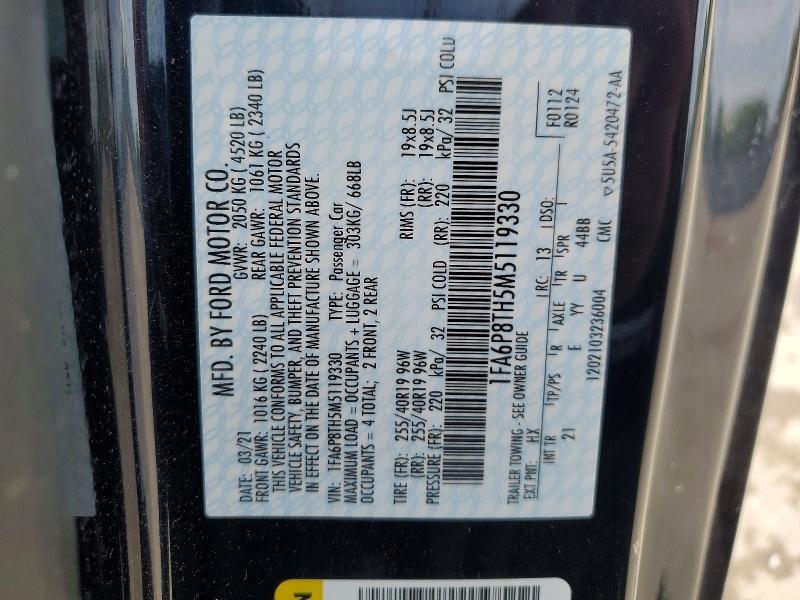 MFD. BY FORD MOTOR CO.
DATE: 03/21 GVWR: 2050 KG ( 4520 LB)
FRONT GAWR: 1016 KG ( 2240 LB) REAR GAWR: 1061 KG ( 2340 LB)
THIS VEHICLE CONFORMS TO ALL APPLICABLE FEDERAL MOTOR
VEHICLE SAFETY, BUMPER, AND THEFT PREVENTION STANDARDS
IN EFFECT ON THE DATE OF MANUFACTURE SHOWN ABOVE.
VIN: 1FA6P8TH5M5119330 TYPE: Passenger Car
MAXIMUM LOAD = OCCUPANTS + LUGGAGE = 303KG/ 668LB
OCCUPANTS = 4 TOTAL; 2 FRONT, 2 REAR
TIRE (FR): 255/40R19 96W RIMS (FR): 19x8.5J
(RR): 255/40R19 96W (RR): 19x8.5J
PRESSURE (FR): 220 kPa/ 32 PSI COLD (RR): 220 kPa/ 32 PSI COLD
1FA6P8TH5M5119330
TRAILER TOWING - SEE OWNER GUIDE
F0112
R0124
EXT PNT: HX RC: 13 DSO:
INT TR TP/PS R AXLE TR SPR
21 E YY U 44BB
1202103236004 CMC ▽5U5A-5420472-AA
N